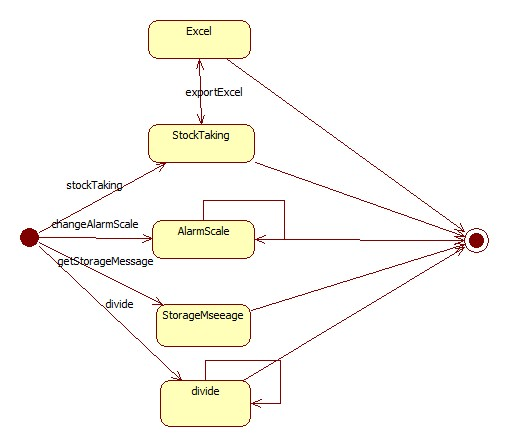 Excel
exportExcel
StockTaking
stockTaking
changeAlarmScale
AlarmScale
getStorageMessage
divide
StorageMseeage
divide